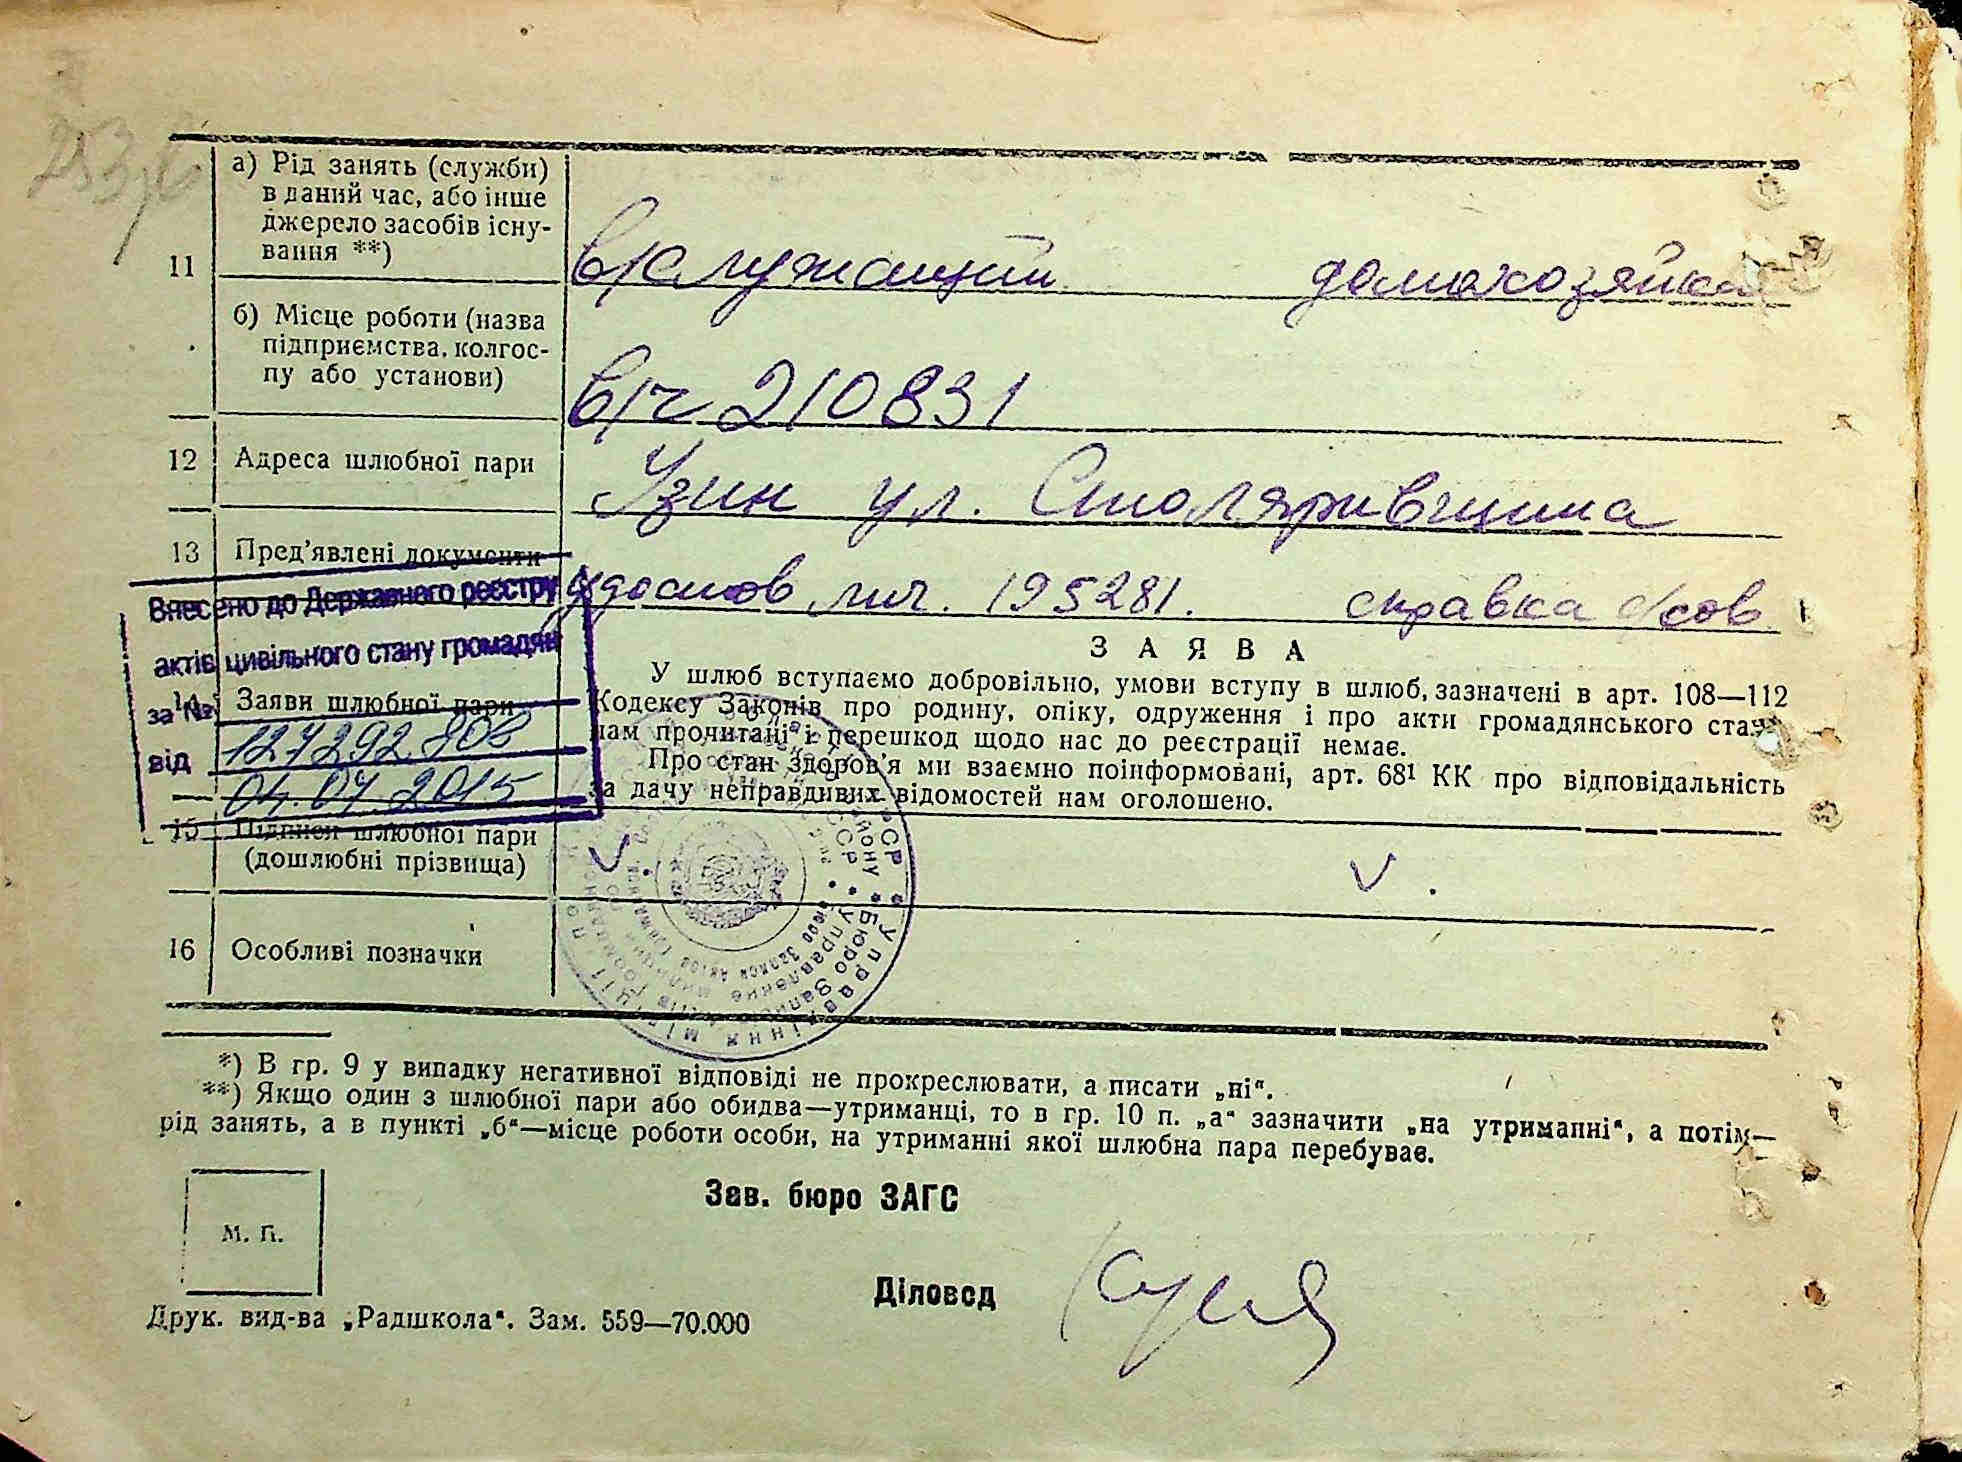 11
а) Рід занять (служби)
в даний час, або інше
джерело засобів існу-
вання **)
в/служащий домохозяйка
б) Місце роботи (назва
підприємства, колгос-
пу або установи)
в/ч 210831
12 Адреса шлюбної пари
Узин ул. Столяривщина
13 Пред'явлені документи
удостов лич. 195281. справка с/сов
Внесено до Державного реєстру
актів цивільного стану громадян
за №
127292 808
від
04.07.2015
14 Заяви шлюбної пари
ЗАЯВА
У шлюб вступаємо добровільно, умови вступу в шлюб, зазначені в арт. 108—112
Кодексу Законів про родину, опіку, одруження і про акти громадянського стану
нам прочитані і перешкод щодо нас до реєстрації немає.
Про стан здоров'я ми взаємно поінформовані, арт. 68¹ КК про відповідальність
за дачу неправдивих відомостей нам оголошено.
15 Підписи шлюбної пари
(дошлюбні прізвища)
16 Особливі позначки
*) В гр. 9 у випадку негативної відповіді не прокреслювати, а писати „ні“.
**) Якщо один з шлюбної пари або обидва—утриманці, то в гр. 10 п. „а“ зазначити „на утриманні“, а потім—
рід занять, а в пункті „б“—місце роботи особи, на утриманні якої шлюбна пара перебуває.
М. П.
Зав. бюро ЗАГС
Діловод
Друк. вид-ва „Радшкола“. Зам. 559—70.000